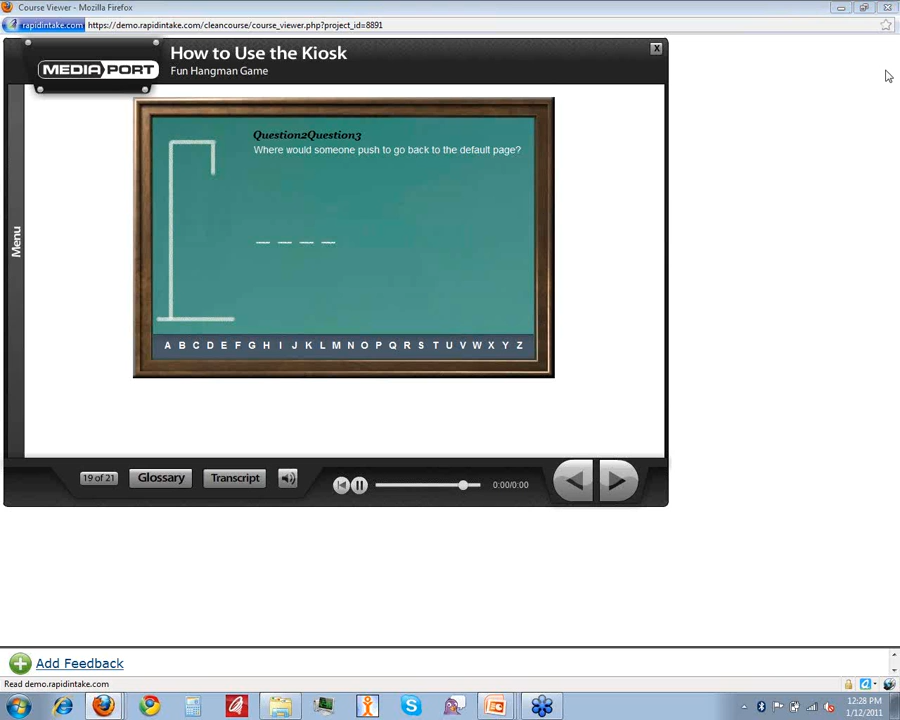 Course Viewer - Mozilla Firefox
rapidintake.com https://demo.rapidintake.com/cleancourse/course_viewer.php?project_id=8891
MEDIAPORT
How to Use the Kiosk
X
Fun Hangman Game
Menu
Question2Question3
Where would someone push to go back to the default page?
A B C D E F G H I J K L M N O P Q R S T U V W X Y Z
19 of 21 Glossary Transcript 0:00/0:00
Add Feedback
Read demo.rapidintake.com
12:28 PM
1/12/2011